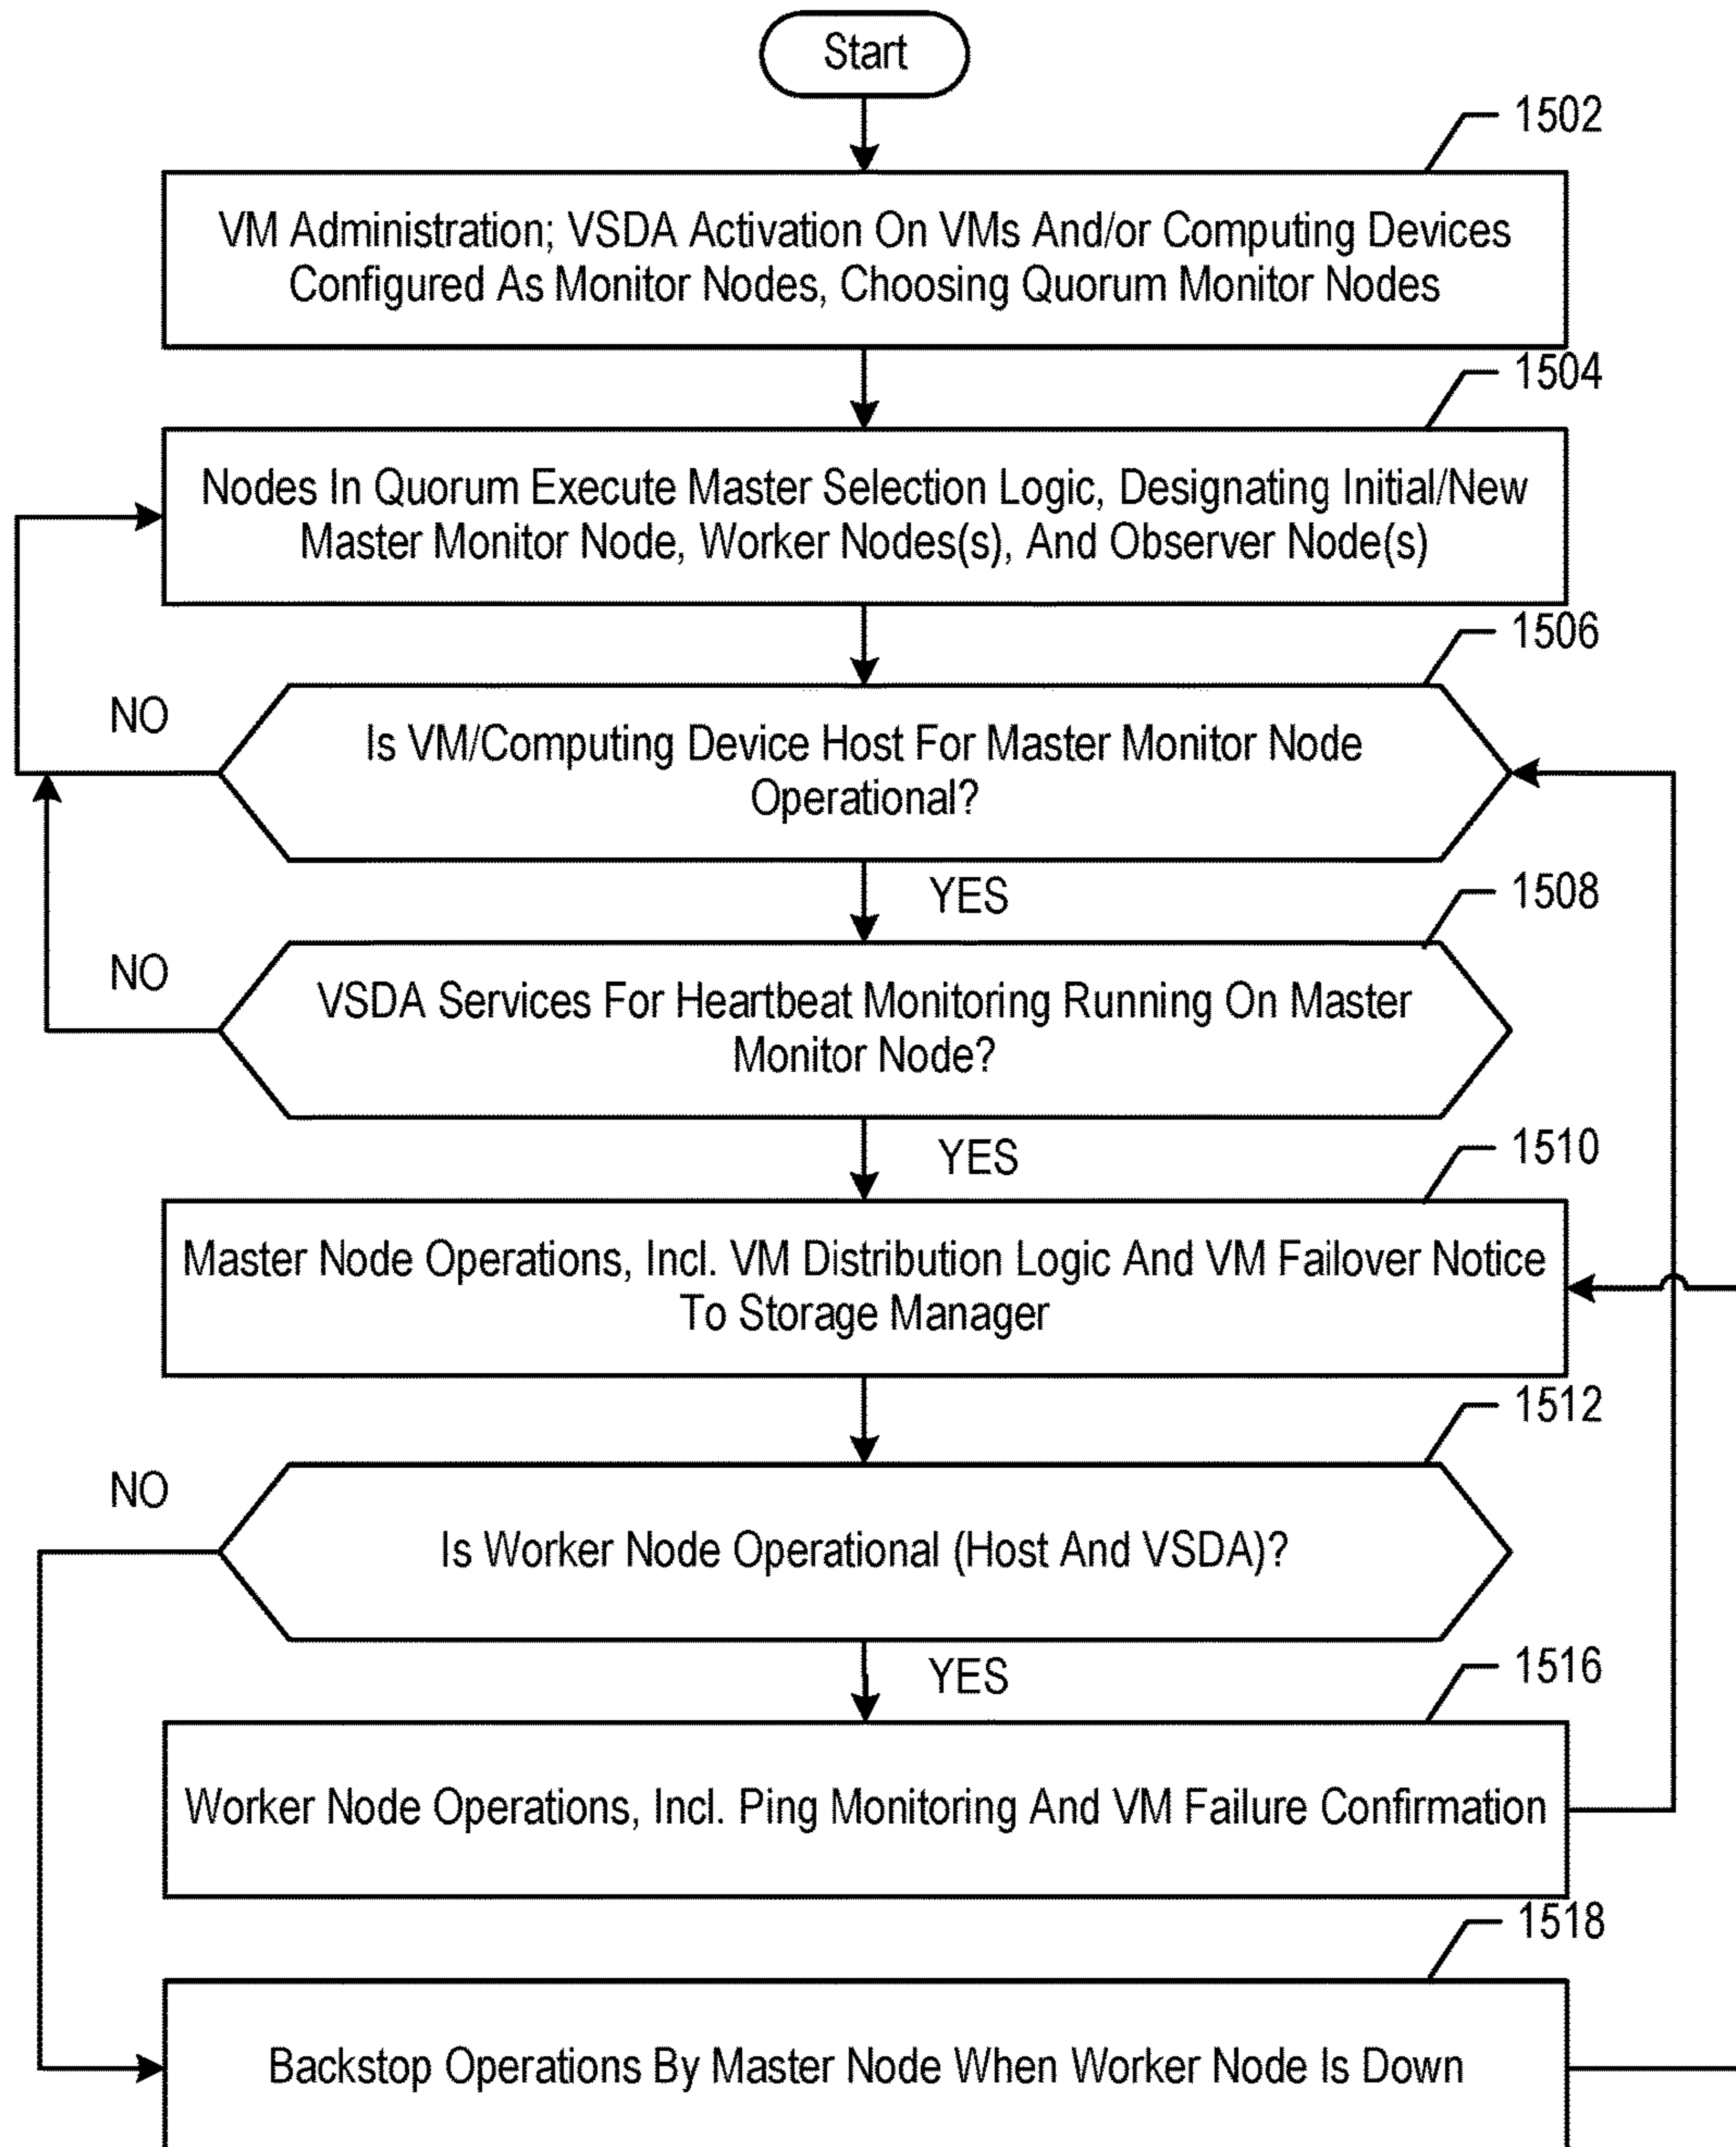 Start
1502
VM Administration; VSDA Activation On VMs And/or Computing Devices
Configured As Monitor Nodes, Choosing Quorum Monitor Nodes
1504
Nodes In Quorum Execute Master Selection Logic, Designating Initial/New
Master Monitor Node, Worker Nodes(s), And Observer Node(s)
1506
NO
Is VM/Computing Device Host For Master Monitor Node
Operational?
YES
1508
NO
VSDA Services For Heartbeat Monitoring Running On Master
Monitor Node?
YES
1510
Master Node Operations, Incl. VM Distribution Logic And VM Failover Notice
To Storage Manager
1512
NO
Is Worker Node Operational (Host And VSDA)?
YES
1516
Worker Node Operations, Incl. Ping Monitoring And VM Failure Confirmation
1518
Backstop Operations By Master Node When Worker Node Is Down